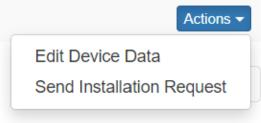 Actions
Edit Device Data
Send Installation Request